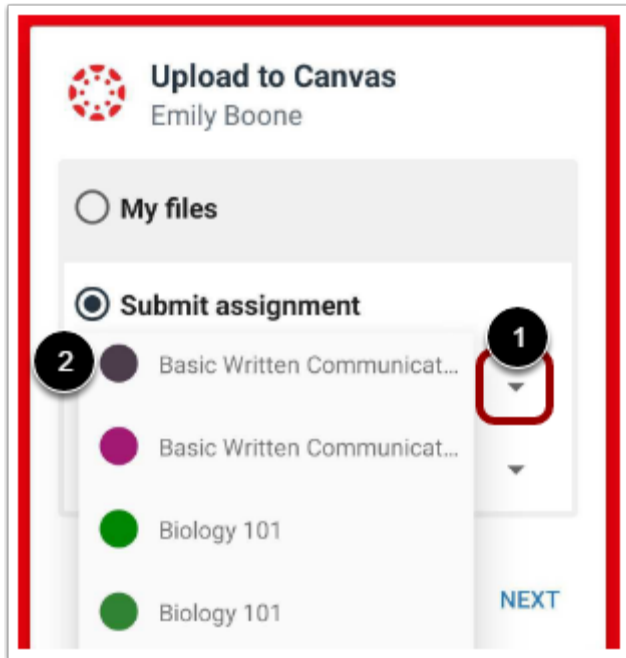 Upload to Canvas
Emily Boone
My files
Submit assignment
1
2
Basic Written Communicat...
Basic Written Communicat...
Biology 101
Biology 101
NEXT